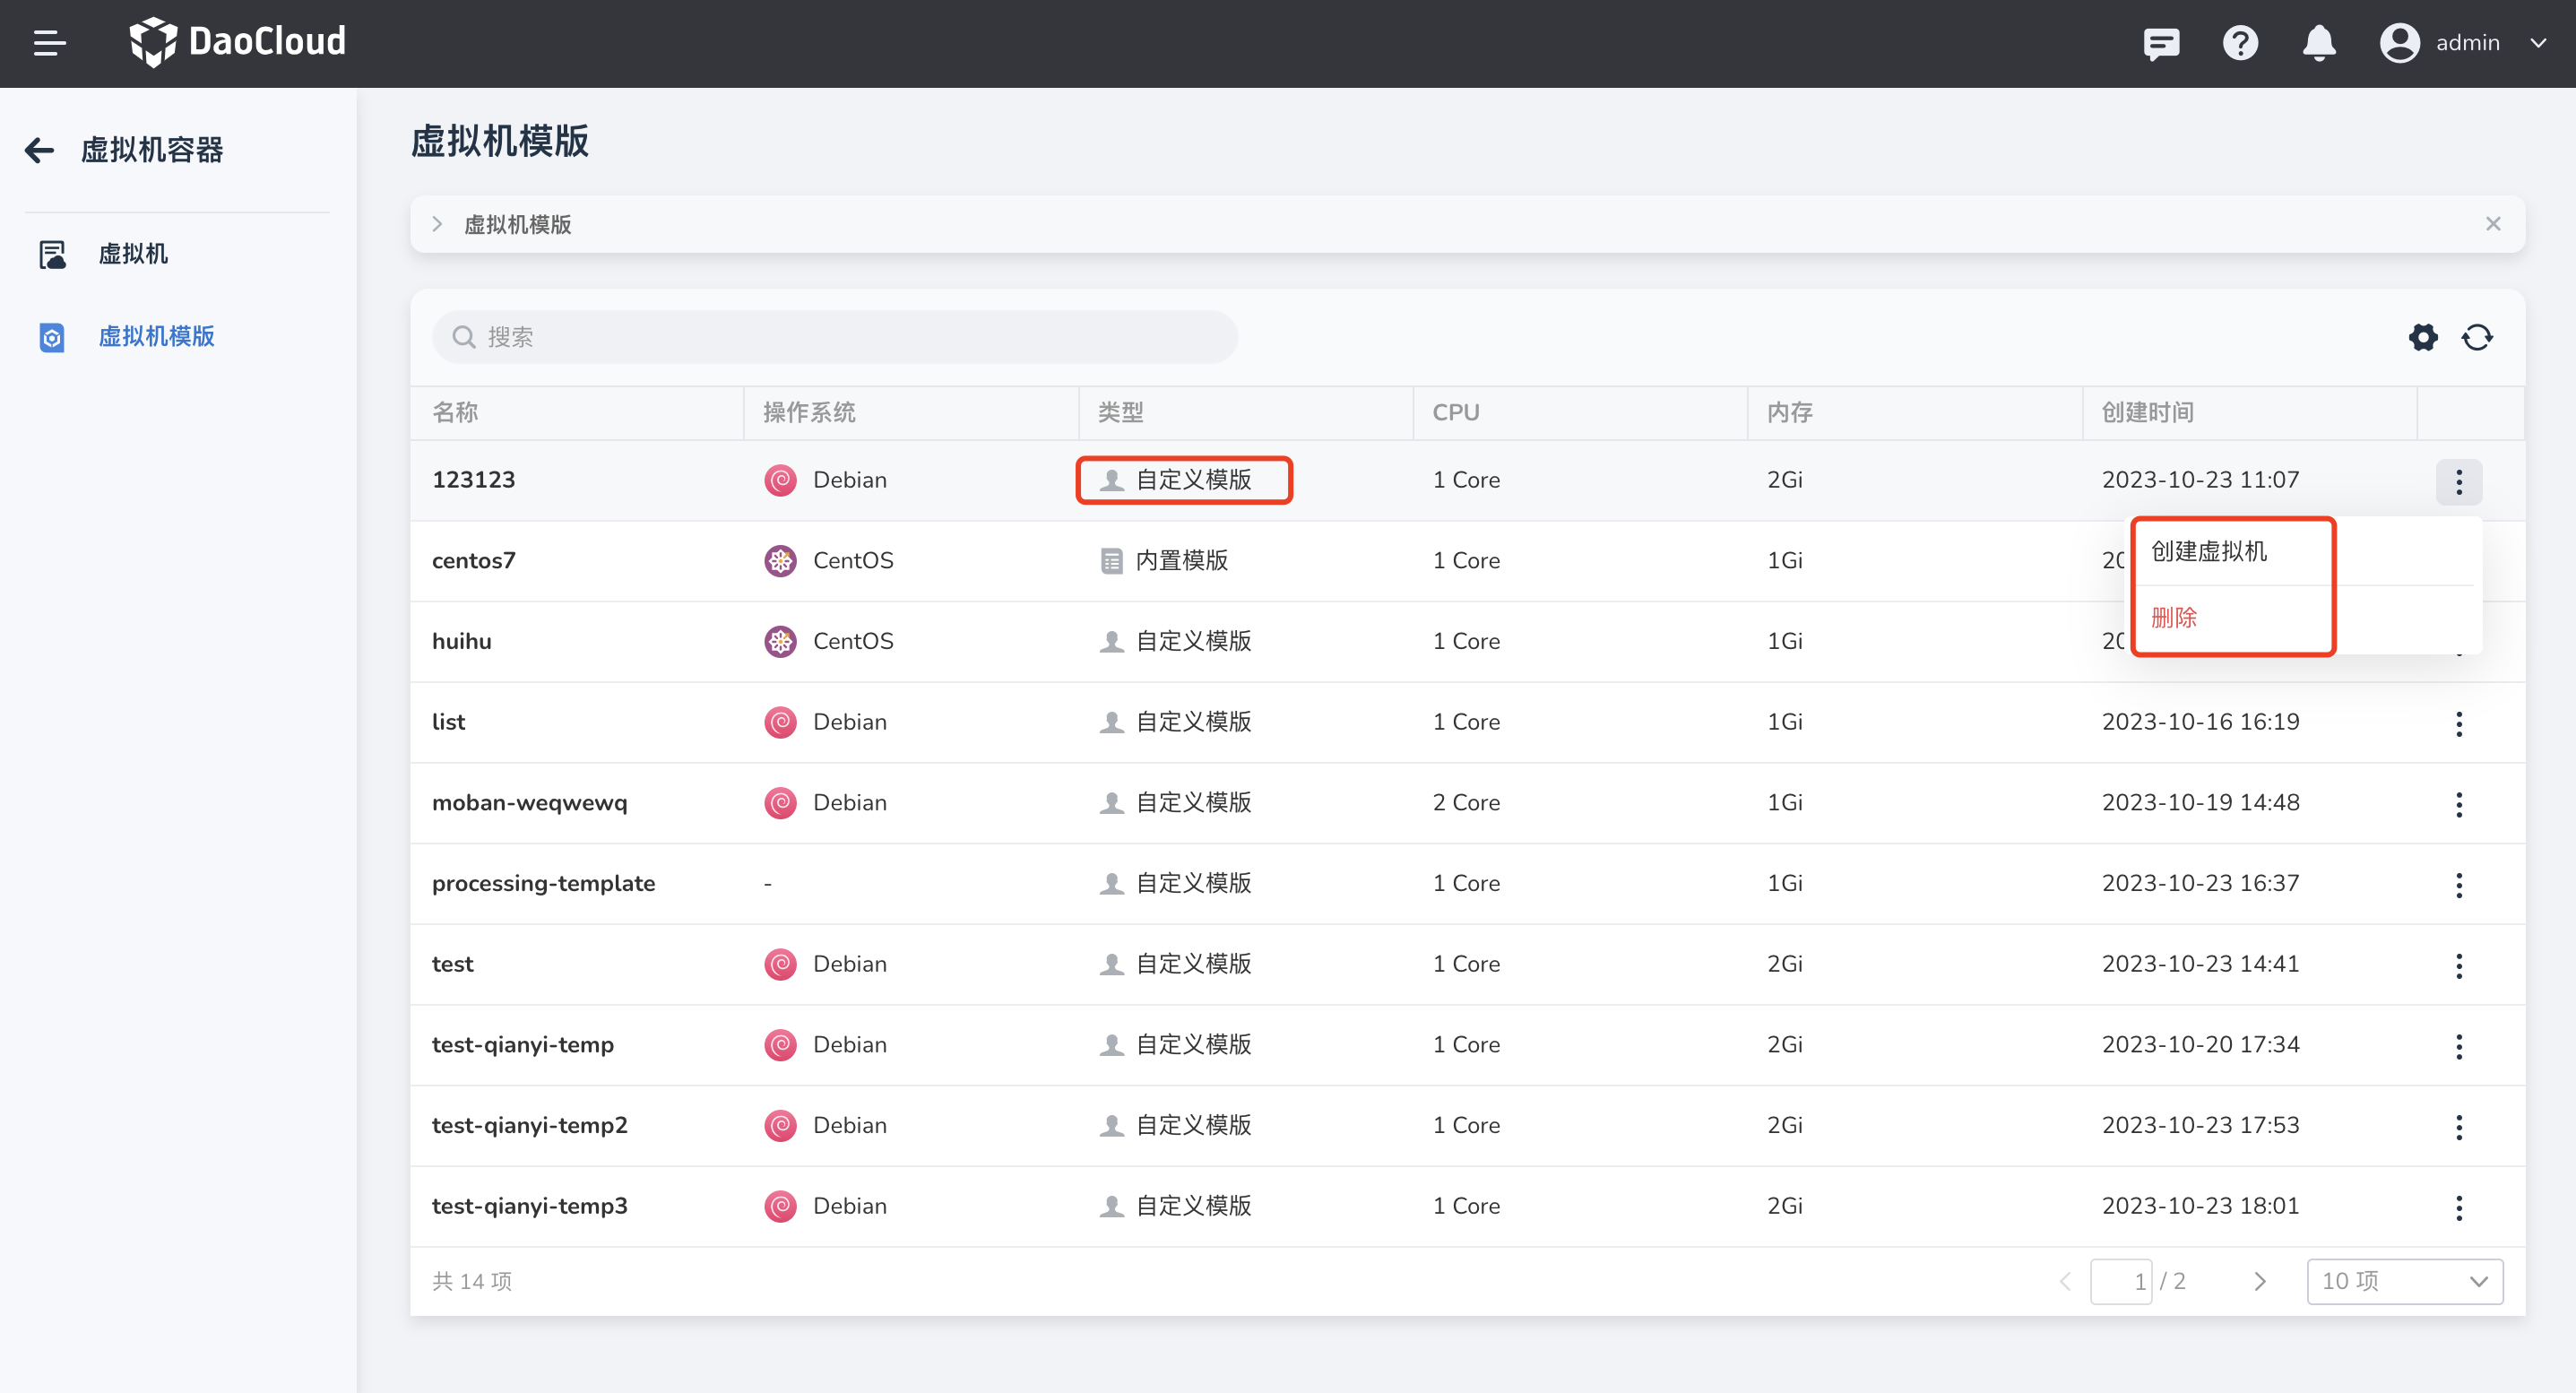 DaoCloud
admin
虚拟机容器
虚拟机
虚拟机模版
虚拟机模版
虚拟机模版
搜索
名称 操作系统 类型 CPU 内存 创建时间
123123 Debian 自定义模版 1 Core 2Gi 2023-10-23 11:07
创建虚拟机
删除
centos7 CentOS 内置模版 1 Core 1Gi 20
huihu CentOS 自定义模版 1 Core 1Gi 20
list Debian 自定义模版 1 Core 1Gi 2023-10-16 16:19
moban-weqwewq Debian 自定义模版 2 Core 1Gi 2023-10-19 14:48
processing-template - 自定义模版 1 Core 1Gi 2023-10-23 16:37
test Debian 自定义模版 1 Core 2Gi 2023-10-23 14:41
test-qianyi-temp Debian 自定义模版 1 Core 2Gi 2023-10-20 17:34
test-qianyi-temp2 Debian 自定义模版 1 Core 2Gi 2023-10-23 17:53
test-qianyi-temp3 Debian 自定义模版 1 Core 2Gi 2023-10-23 18:01
共 14 项 1 / 2 10 项